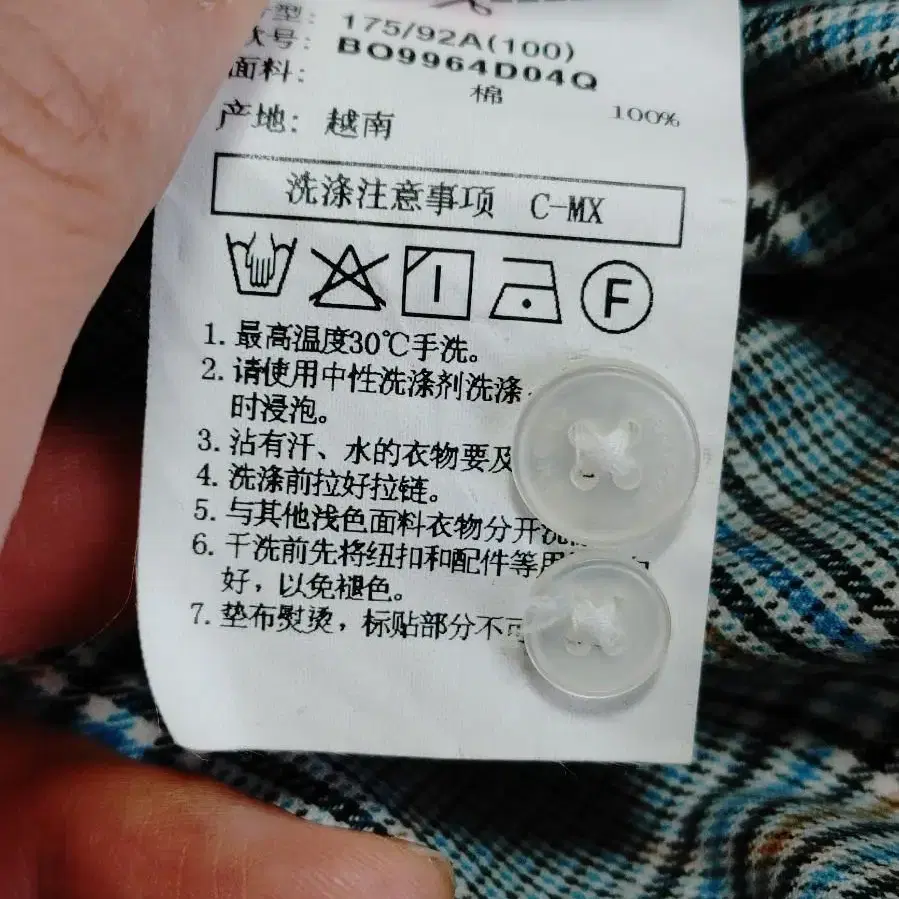 型: 175/92A(100)
号: BO9964D04Q
面料: 棉 100%
产地: 越南
洗涤注意事项 C-MX
F
1. 最高温度30℃手洗。
2. 请使用中性洗涤剂洗涤,
时浸泡。
3. 沾有汗、水的衣物要及
4. 洗涤前拉好拉链。
5. 与其他浅色面料衣物分开洗
6. 干洗前先将纽扣和配件等用
好，以免褪色。
7. 垫布熨烫，标贴部分不可